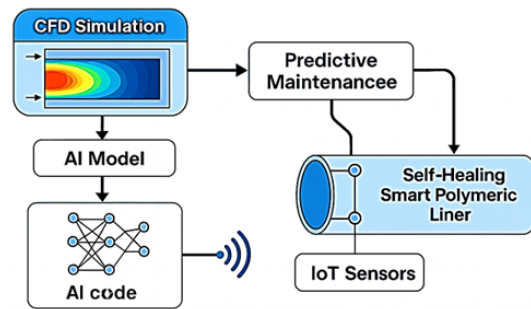 CFD Simulation
Predictive
Maintenancee
AI Model
Self-Healing
Smart Polymeric
Liner
AI code
IoT Sensors